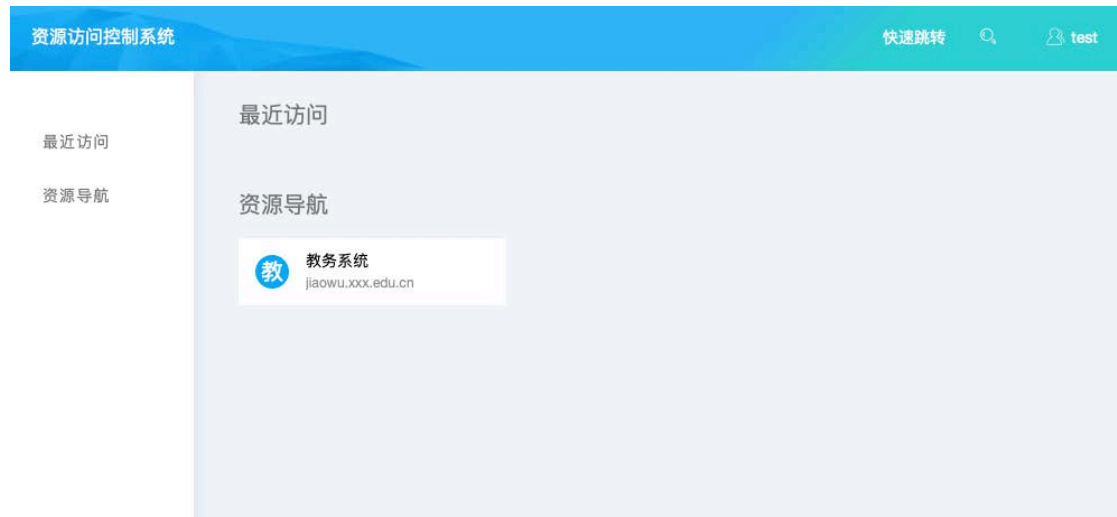 资源访问控制系统
快速跳转
test
最近访问
资源导航
最近访问
资源导航
教
教务系统
jiaowu.xxx.edu.cn